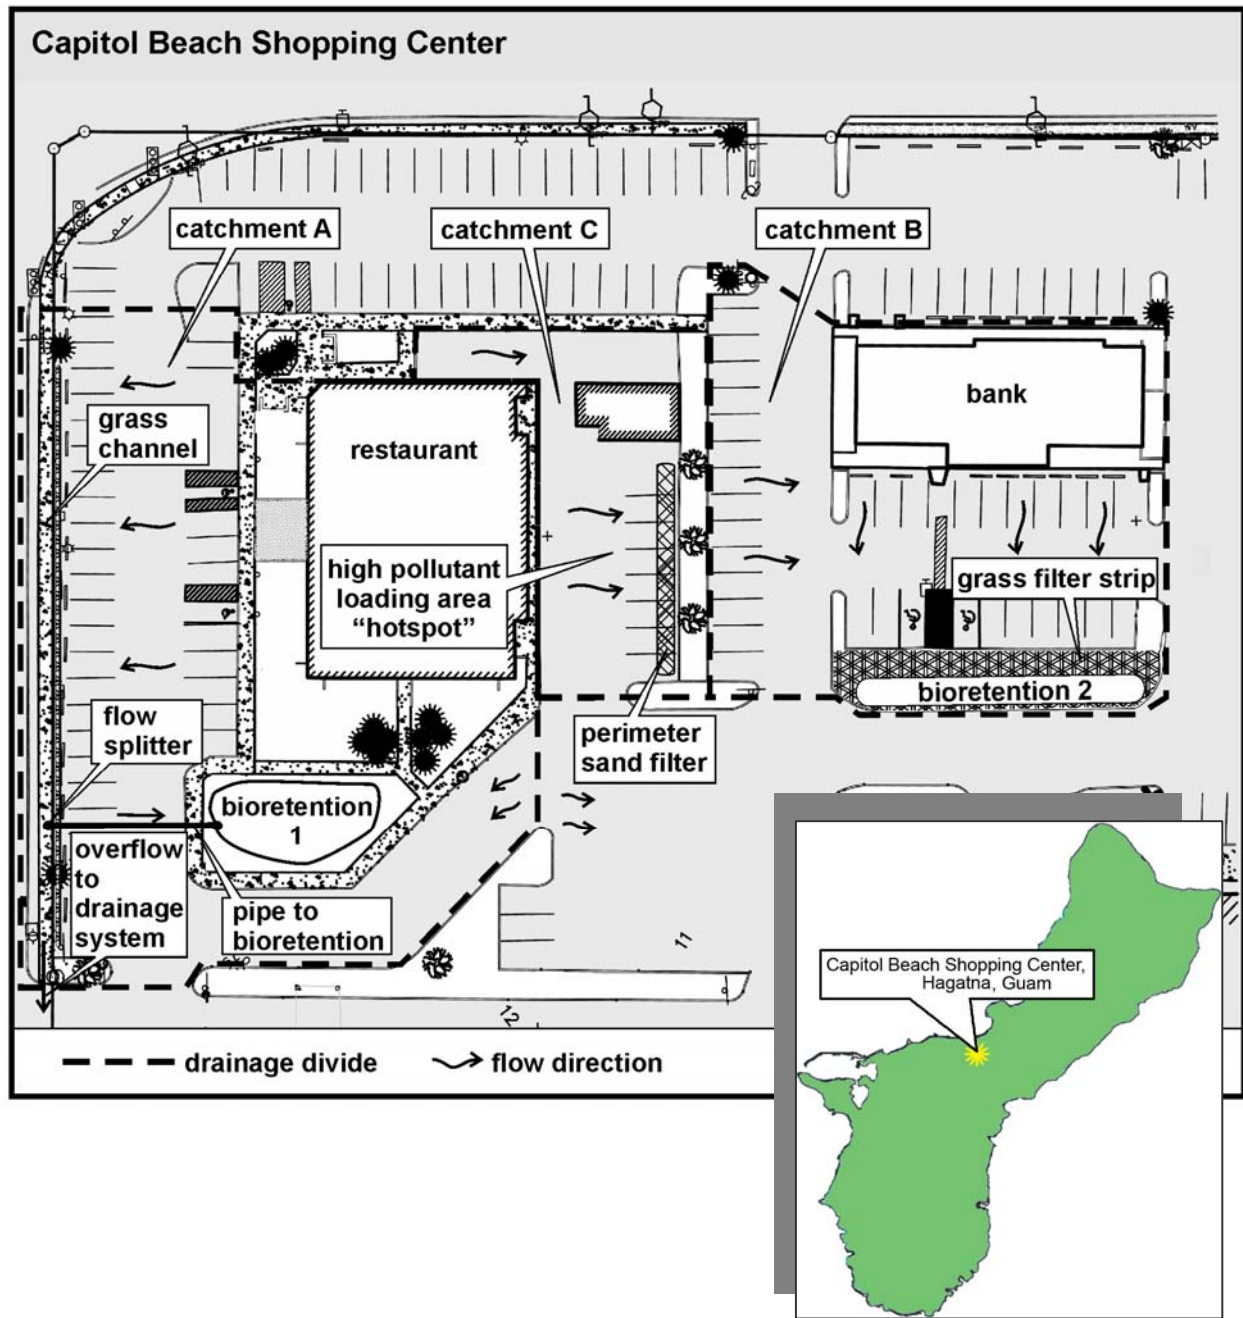 Capitol Beach Shopping Center
catchment A
catchment C
catchment B
grass
channel
restaurant
bank
high pollutant
loading area
“hotspot”
grass filter strip
bioretention 2
flow
splitter
perimeter
sand filter
bioretention
1
overflow
to
drainage
system
pipe to
bioretention
11
12
drainage divide
flow direction
Capitol Beach Shopping Center,
Hagatna, Guam